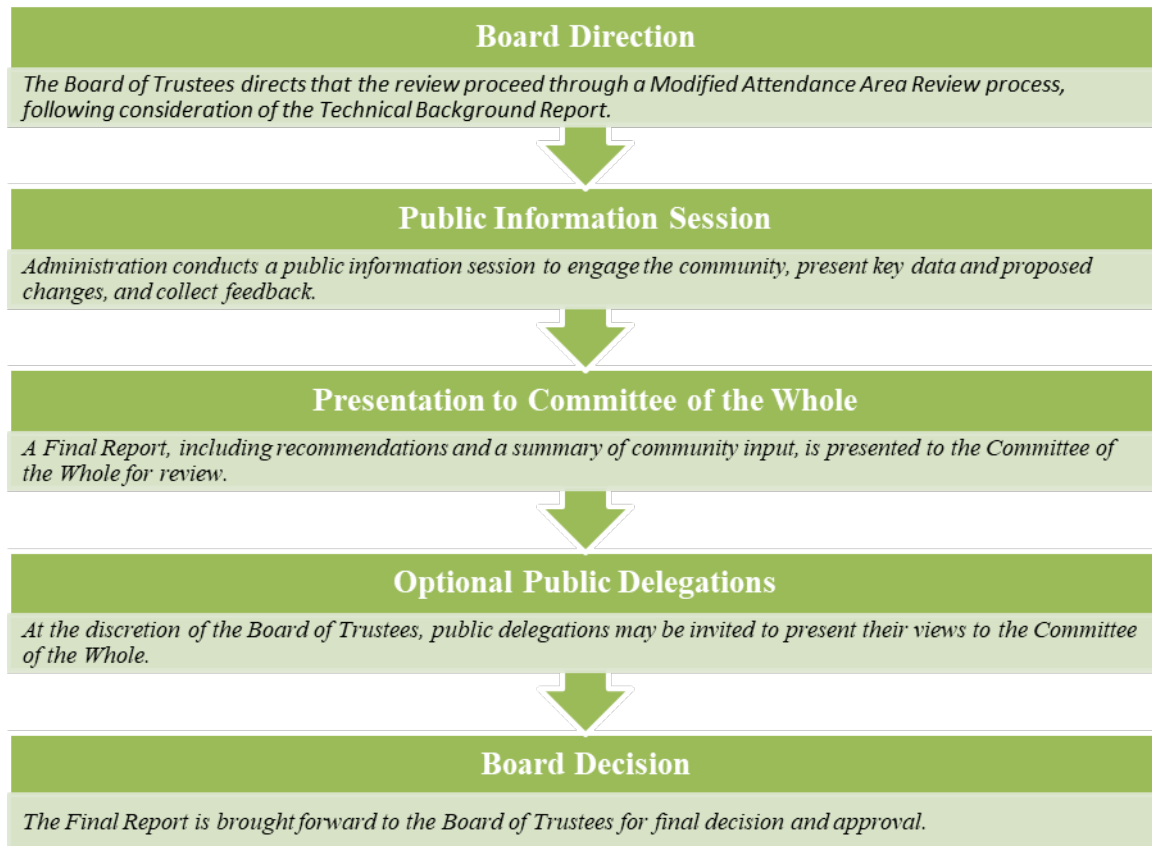 Board Direction
The Board of Trustees directs that the review proceed through a Modified Attendance Area Review process,
following consideration of the Technical Background Report.
Public Information Session
Administration conducts a public information session to engage the community, present key data and proposed
changes, and collect feedback.
Presentation to Committee of the Whole
A Final Report, including recommendations and a summary of community input, is presented to the Committee of
the Whole for review.
Optional Public Delegations
At the discretion of the Board of Trustees, public delegations may be invited to present their views to the Committee
of the Whole.
Board Decision
The Final Report is brought forward to the Board of Trustees for final decision and approval.